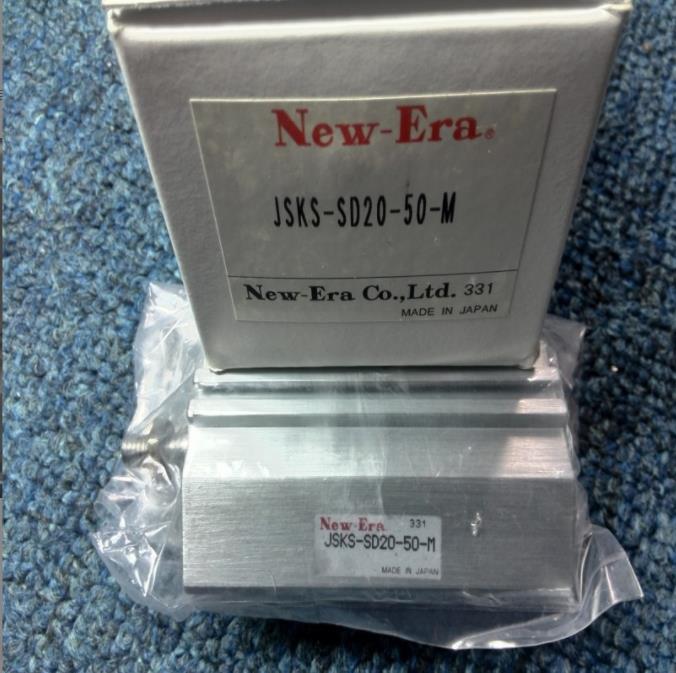 New-Era®
JSKS-SD20-50-M
New-Era Co.,Ltd. 331
MADE IN JAPAN
New-Era 331
JSKS-SD20-50-M
MADE IN JAPAN